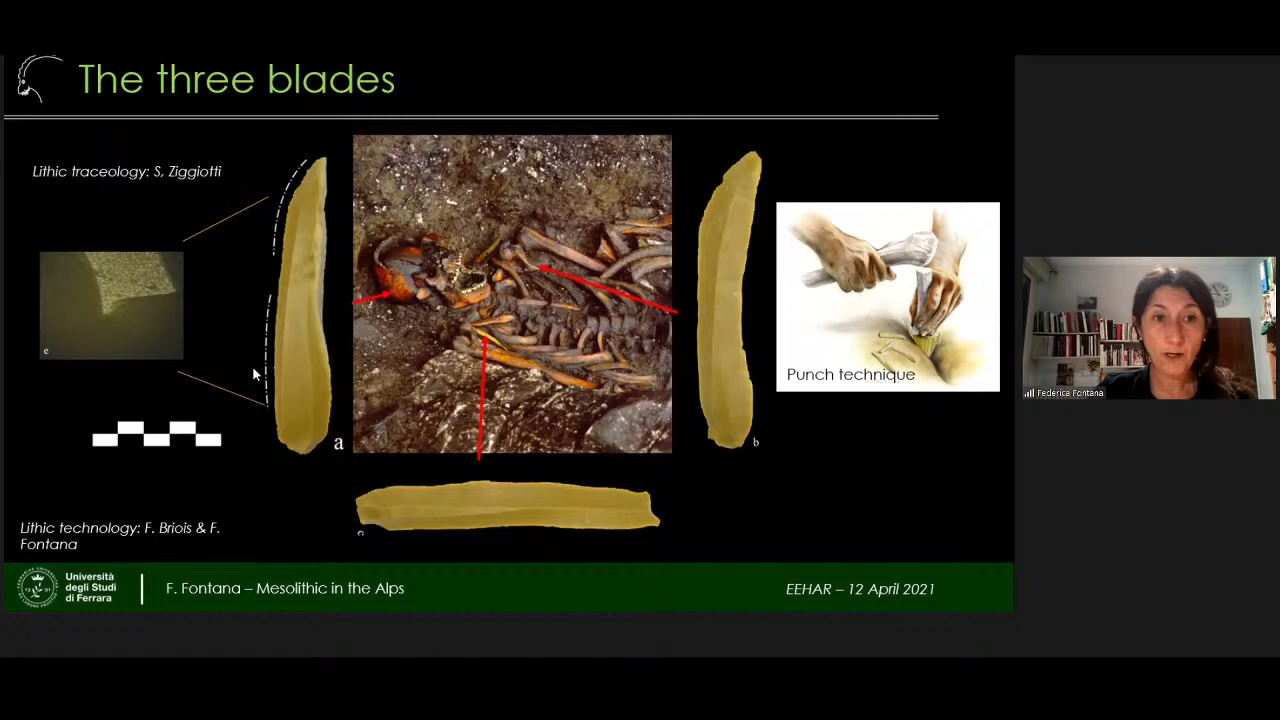 The three blades
Lithic traceology: S, Ziggiotti
e
a
b
Punch technique
Federica Fontana
Lithic technology: F. Briois & F.
Fontana
Università
degli Studi
di Ferrara
F. Fontana – Mesolithic in the Alps
EEHAR – 12 April 2021